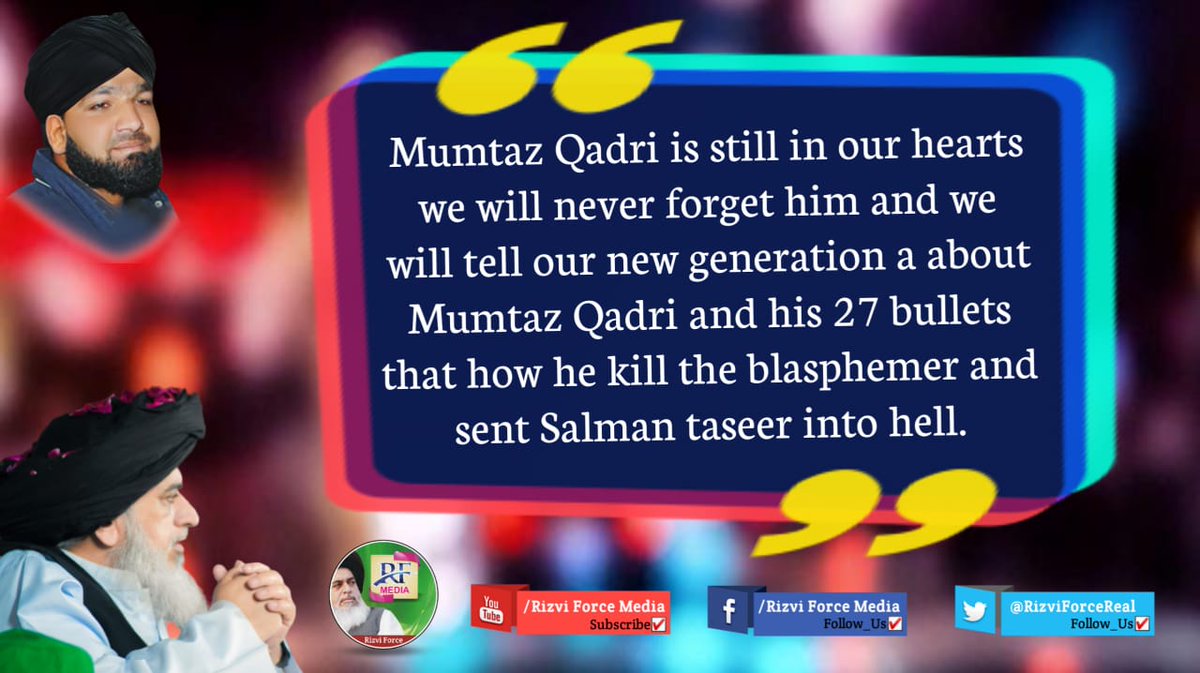 Mumtaz Qadri is still in our hearts
we will never forget him and we
will tell our new generation a about
Mumtaz Qadri and his 27 bullets
that how he kill the blasphemer and
sent Salman taseer into hell.
RF
MEDIA
Rizvi Force
You
Tube
/Rizvi Force Media
Subscribe
f
/Rizvi Force Media
Follow_Us
@RizviForceReal
Follow_Us